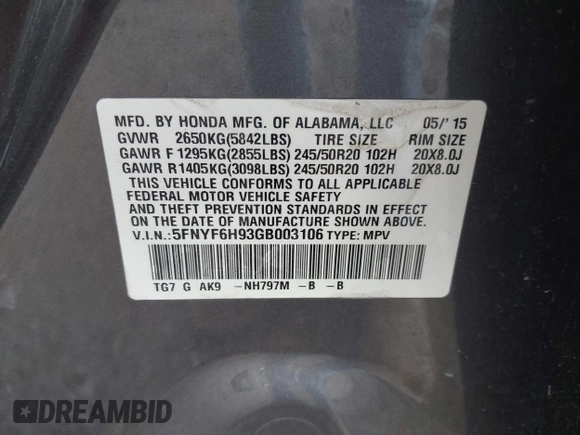 MFD. BY HONDA MFG. OF ALABAMA, LLC 05/'15
GVWR 2650KG(5842LBS) TIRE SIZE RIM SIZE
GAWR F 1295KG(2855LBS) 245/50R20 102H 20X8.0J
GAWR R 1405KG(3098LBS) 245/50R20 102H 20X8.0J
THIS VEHICLE CONFORMS TO ALL APPLICABLE
FEDERAL MOTOR VEHICLE SAFETY
AND THEFT PREVENTION STANDARDS IN EFFECT
ON THE DATE OF MANUFACTURE SHOWN ABOVE.
V.I.N.:5FNYF6H93GB003106 TYPE: MPV
TG7 G AK9 -NH797M -B -B
DREAMBID